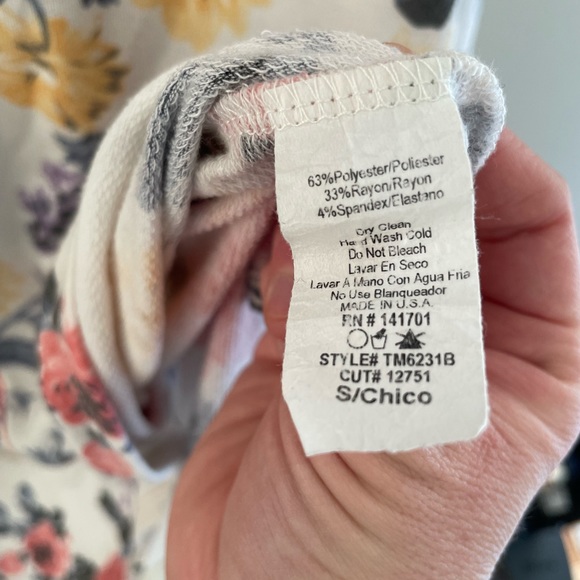 63%Polyester/Poliester
33%Rayon/Rayon
4%Spandex/Elastano
Dry Clean
Hand Wash Cold
Do Not Bleach
Lavar En Seco
Lavar A Mano Con Agua Fria
No Use Blanqueador
MADE IN U.S.A.
RN # 141701
STYLE# TM6231B
CUT# 12751
S/Chico